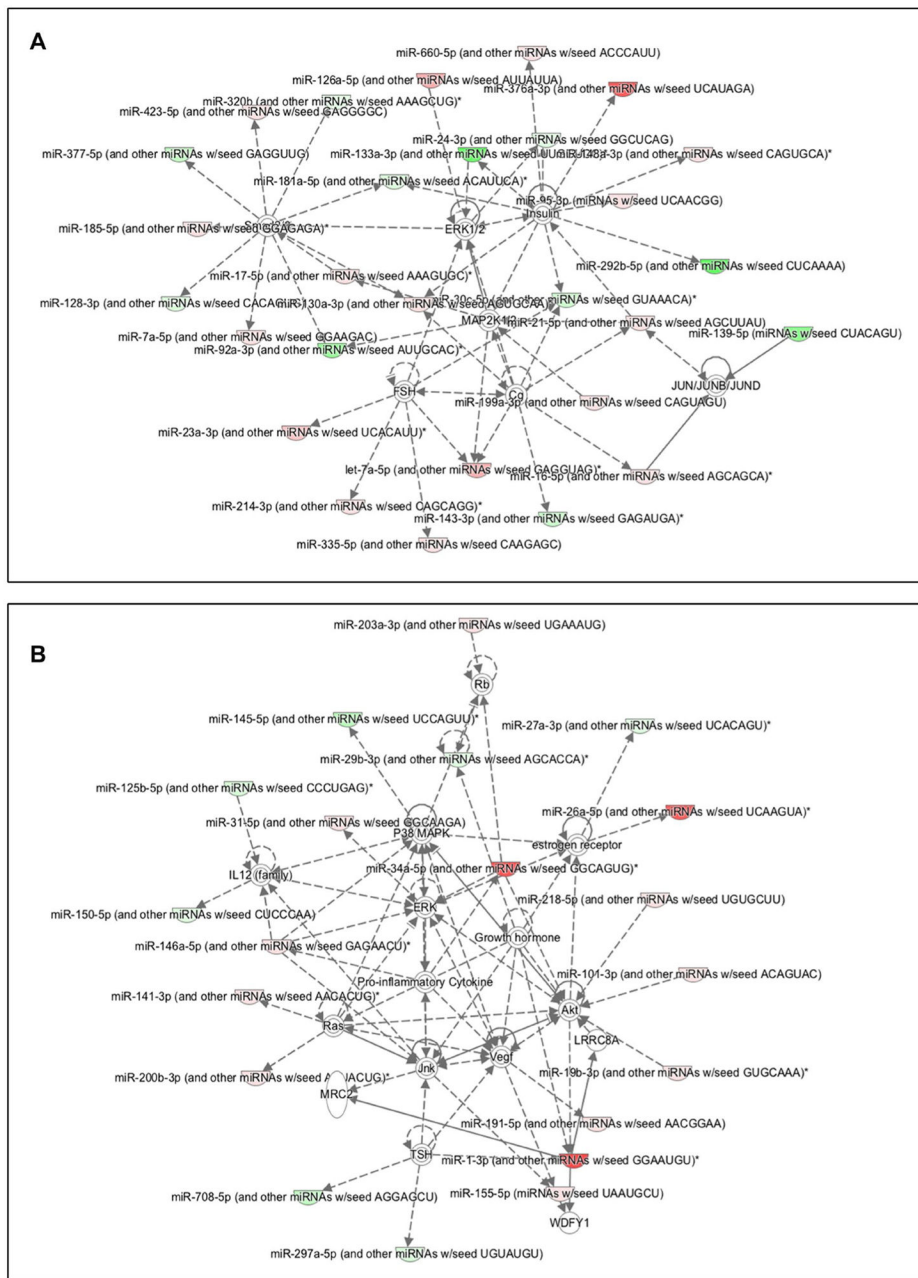 A
miR-660-5p (and other miRNAs w/seed ACCCAUU)
miR-126a-5p (and other miRNAs w/seed AUUAUUA)
miR-376a-3p (and other miRNAs w/seed UCAUAGA)
miR-320b (and other miRNAs w/seed AAAGCUG)*
miR-423-5p (and other miRNAs w/seed GAGGGGC)
miR-24-3p (and other miRNAs w/seed GGCUCAG)
miR-377-5p (and other miRNAs w/seed GAGGUUG)
miR-133a-3p (and other miRNAs w/seed
miR-148a-3p (and other miRNAs w/seed CAGUGCA)*
miR-181a-5p (and other miRNAs w/seed ACAUUCA)*
miR-95-3p (miRNAs w/seed UCAACGG)
Insulin
miR-185-5p (and other miRNAs w/seed GGAGAGA)*
ERK1/2
miR-292b-5p (and other miRNAs w/seed CUCAAAA)
miR-17-5p (and other miRNAs w/seed AAAGUGC)*
miR-128-3p (and other miRNAs w/seed
miR-130a-3p (and other miRNAs w/seed AGUGCAA)
miR-30c-5p (and other miRNAs w/seed GUAAACA)*
MAP2K1/2
miR-21-5p (and other miRNAs w/seed AGCUUAU)
miR-139-5p (miRNAs w/seed CUACAGU)
miR-7a-5p (and other miRNAs w/seed GGAAGAC)
miR-92a-3p (and other miRNAs w/seed AUUGCAC)*
FSH
Cg
JUN/JUNB/JUND
miR-199a-3p (and other miRNAs w/seed CAGUAGU)
miR-23a-3p (and other miRNAs w/seed UCACAUU)*
let-7a-5p (and other miRNAs w/seed GAGGUAG)*
miR-16-5p (and other miRNAs w/seed AGCAGCA)*
miR-214-3p (and other miRNAs w/seed CAGCAGG)*
miR-143-3p (and other miRNAs w/seed GAGAUGA)*
miR-335-5p (and other miRNAs w/seed CAAGAGC)
B
miR-203a-3p (and other miRNAs w/seed UGAAAUG)
Rb
miR-145-5p (and other miRNAs w/seed UCCAGUU)*
miR-27a-3p (and other miRNAs w/seed UCACAGU)*
miR-29b-3p (and other miRNAs w/seed AGCACCA)*
miR-125b-5p (and other miRNAs w/seed CCCUGAG)*
miR-26a-5p (and other miRNAs w/seed UCAAGUA)*
miR-31-5p (and other miRNAs w/seed GGCAAGA)
P38 MAPK
estrogen receptor
miR-34a-5p (and other miRNAs w/seed GGCAGUG)*
IL12 (family)
miR-218-5p (and other miRNAs w/seed UGUGCUU)
ERK
miR-150-5p (and other miRNAs w/seed CUCCCAA)
Growth hormone
miR-146a-5p (and other miRNAs w/seed GAGAACU)*
miR-101-3p (and other miRNAs w/seed ACAGUAC)
Pro-inflammatory Cytokine
miR-141-3p (and other miRNAs w/seed AACACUG)*
Akt
Ras
LRRC8A
Vegf
Jnk
miR-19b-3p (and other miRNAs w/seed GUGCAAA)*
miR-200b-3p (and other miRNAs w/seed
MRC2
miR-191-5p (and other miRNAs w/seed AACGGAA)
TSH
miR-1-3p (and other miRNAs w/seed GGAAUGU)*
miR-708-5p (and other miRNAs w/seed AGGAGCU)
miR-155-5p (miRNAs w/seed UAAUGCU)
WDFY1
miR-297a-5p (and other miRNAs w/seed UGUAUGU)